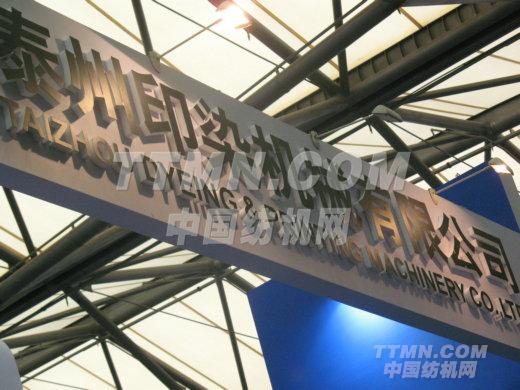 泰州印染机械有限公司
TAIZHOU DYEING & PRINTING MACHINERY CO., LTD
TTMN.COM
中国纺机网
TTMN.COM
中国纺机网